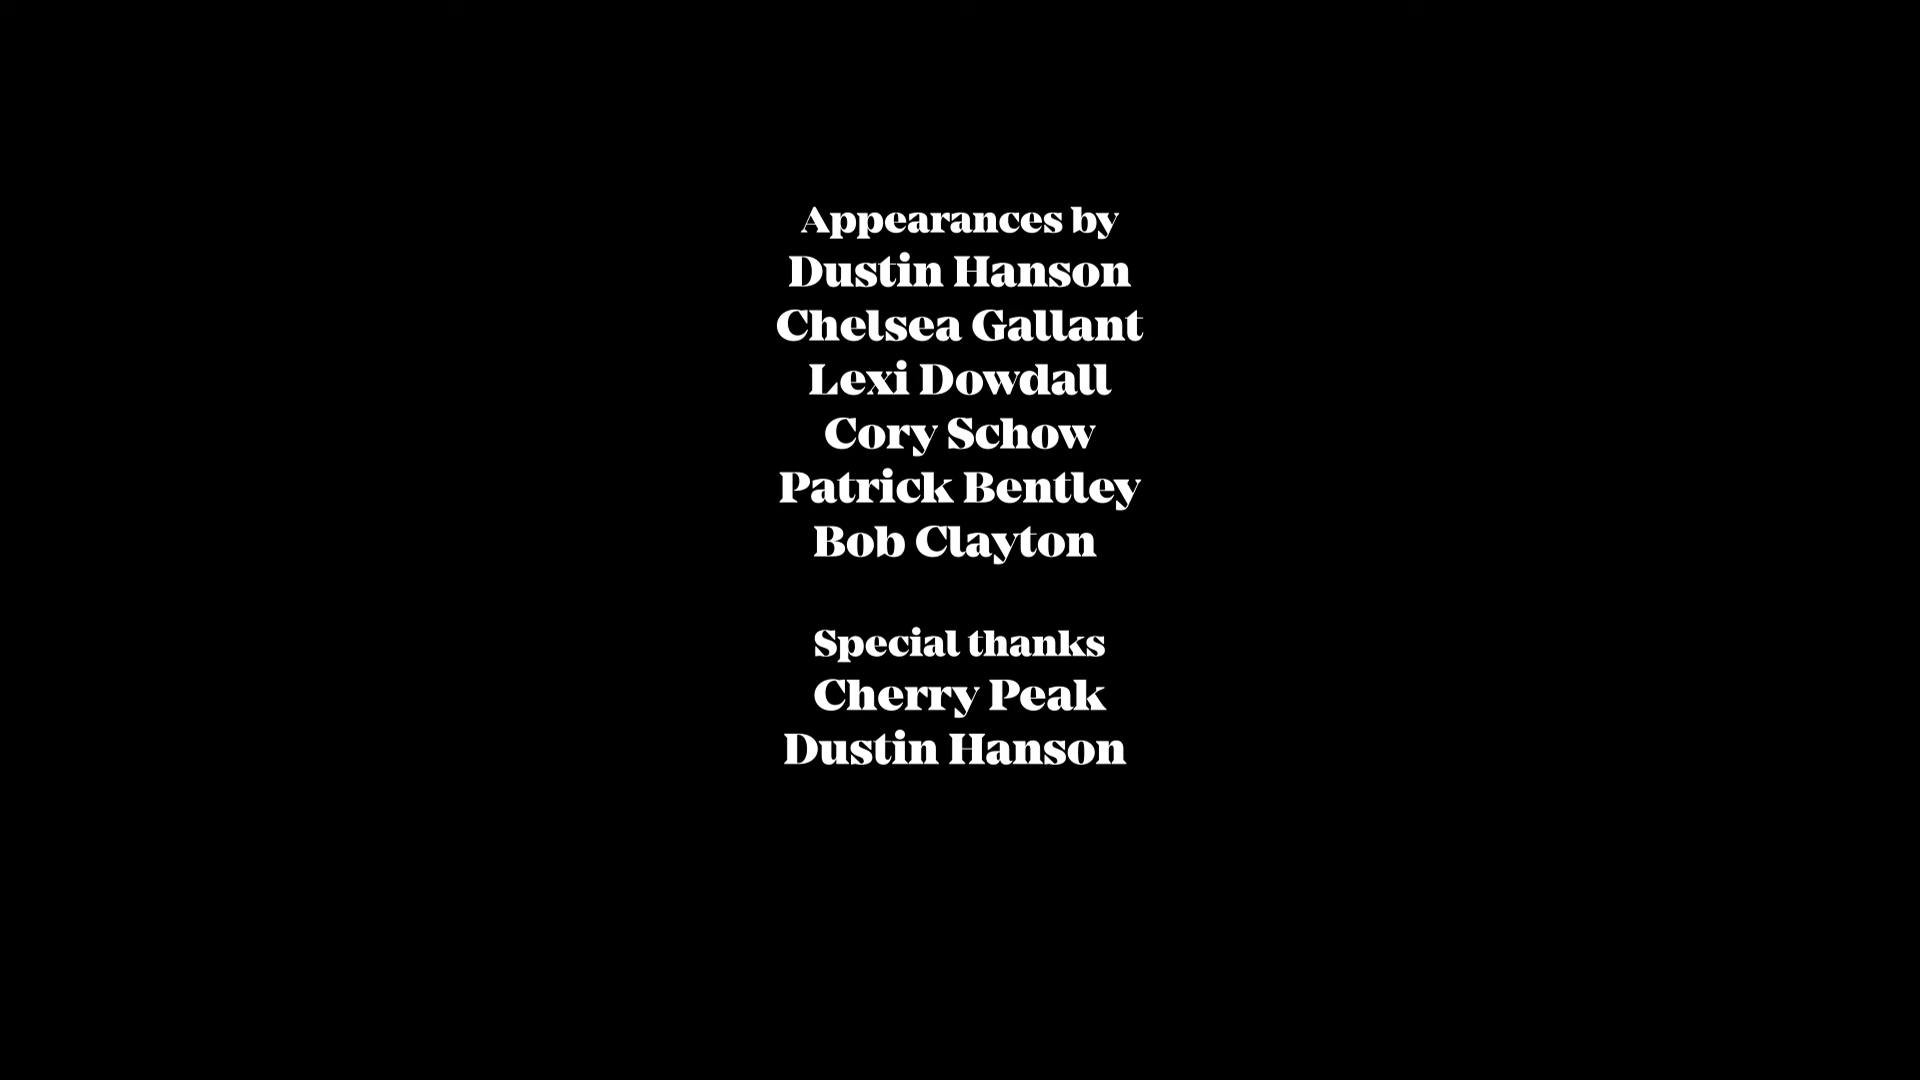 Appearances by
Dustin Hanson
Chelsea Gallant
Lexi Dowdall
Cory Schow
Patrick Bentley
Bob Clayton
Special thanks
Cherry Peak
Dustin Hanson